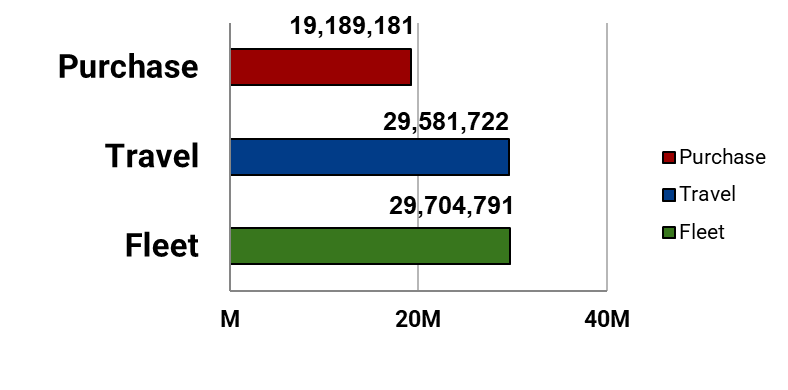 19,189,181
Purchase
29,581,722
Travel
29,704,791
Fleet
M 20M 40M
Purchase
Travel
Fleet